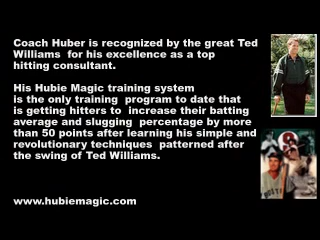 Coach Huber is recognized by the great Ted
Williams for his excellence as a top
hitting consultant.
His Hubie Magic training system
is the only training program to date that
is getting hitters to increase their batting
average and slugging percentage by more
than 50 points after learning his simple and
revolutionary techniques patterned after
the swing of Ted Williams.
www.hubiemagic.com